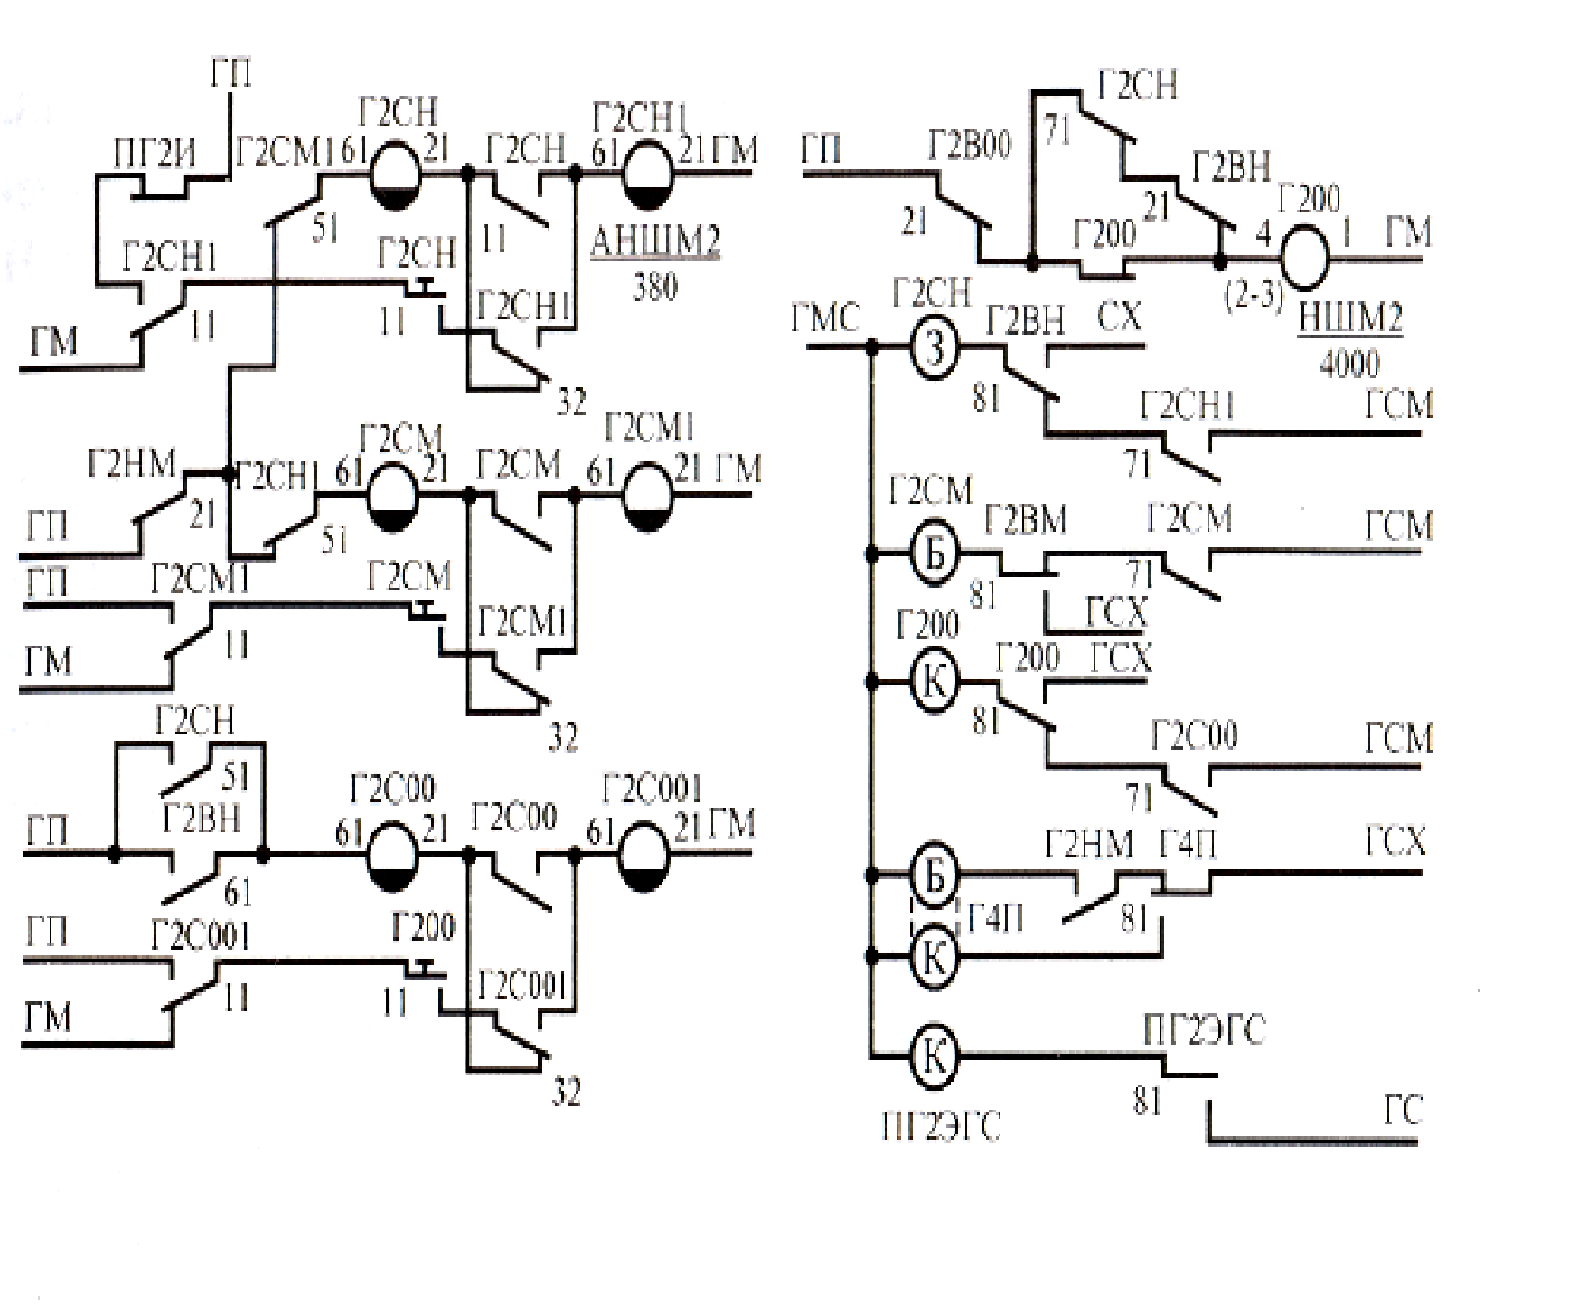 ГП
ПГ2И Г2СМ1 61 Г2СН 21 Г2СН 61 Г2СН1 21 ГМ
51 11 АНШМ2
380
Г2СН1 Г2СН
11 11 Г2СН1
ГМ
32
Г2НМ Г2СН1 61 Г2СМ 21 Г2СМ 61 Г2СМ1 21 ГМ
21 51
ГП
ГП Г2СМ1 Г2СМ
11 Г2СМ1
ГМ
32
Г2СН
51
ГП Г2ВН 61 Г2С00 21 Г2С00 61 Г2С001 21 ГМ
61
ГП Г2С001 Г200
11 11 Г2С001
ГМ
32
Г2СН
71
ГП Г2В00 Г2ВН
21 21 Г200 4 Г200 1 ГМ
(2-3) НШМ2
4000
ГМС Г2СН Г2ВН СХ
З
81 Г2СН1 ГСМ
71
Г2СМ Г2ВМ Г2СМ ГСМ
Б
81 71
ГСХ
Г200 Г200 ГСХ
К
81 Г2С00 ГСМ
71
Б Г2НМ Г4П ГСХ
Г4П 81
К
К ПГ2ЭГС
81
ПГ2ЭГС ГС